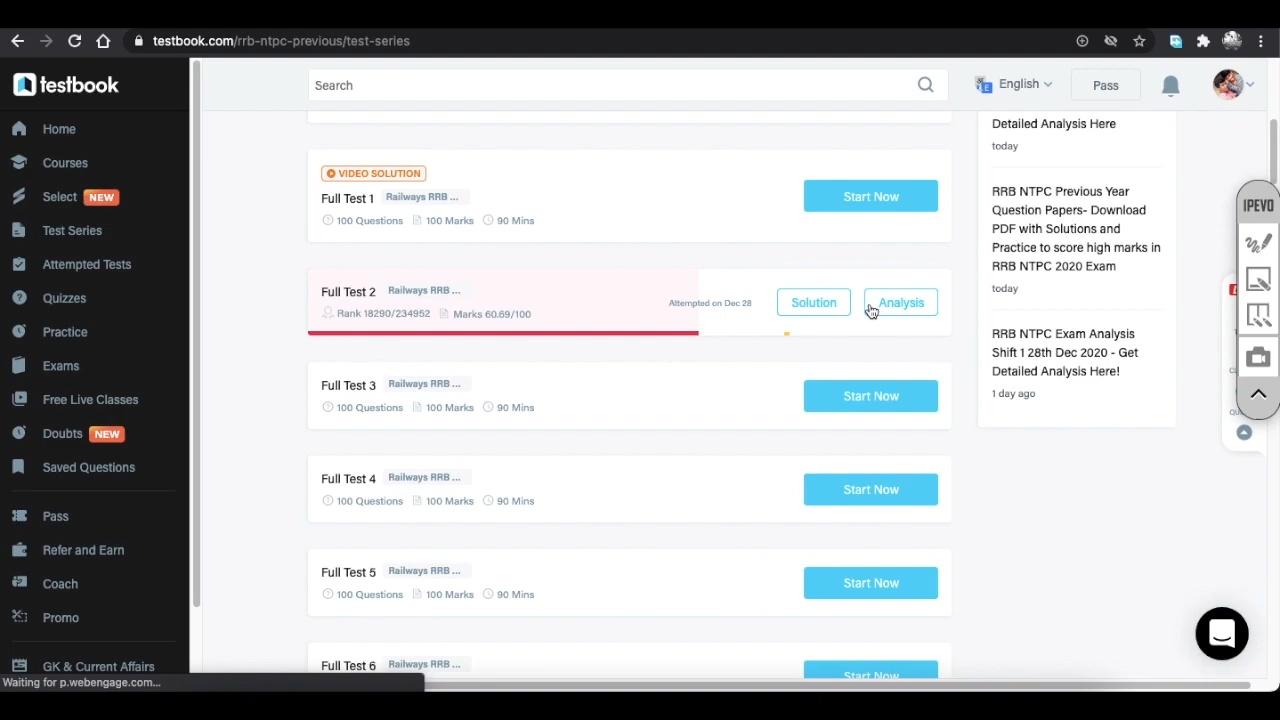 testbook.com/rrb-ntpc-previous/test-series
testbook
Search
English
Pass
Home
Courses
Select NEW
Test Series
Attempted Tests
Quizzes
Practice
Exams
Free Live Classes
Doubts NEW
Saved Questions
Pass
Refer and Earn
Coach
Promo
GK & Current Affairs
Waiting for p.webengage.com...
VIDEO SOLUTION
Full Test 1 Railways RRB ...
100 Questions 100 Marks 90 Mins
Start Now
Full Test 2 Railways RRB ...
Rank 18290/234952 Marks 60.69/100
Attempted on Dec 28
Solution
Analysis
Full Test 3 Railways RRB ...
100 Questions 100 Marks 90 Mins
Start Now
Full Test 4 Railways RRB ...
100 Questions 100 Marks 90 Mins
Start Now
Full Test 5 Railways RRB ...
100 Questions 100 Marks 90 Mins
Start Now
Full Test 6 Railways RRB ...
Start Now
Detailed Analysis Here
today
RRB NTPC Previous Year
Question Papers- Download
PDF with Solutions and
Practice to score high marks in
RRB NTPC 2020 Exam
today
RRB NTPC Exam Analysis
Shift 1 28th Dec 2020 - Get
Detailed Analysis Here!
1 day ago
IPEVO